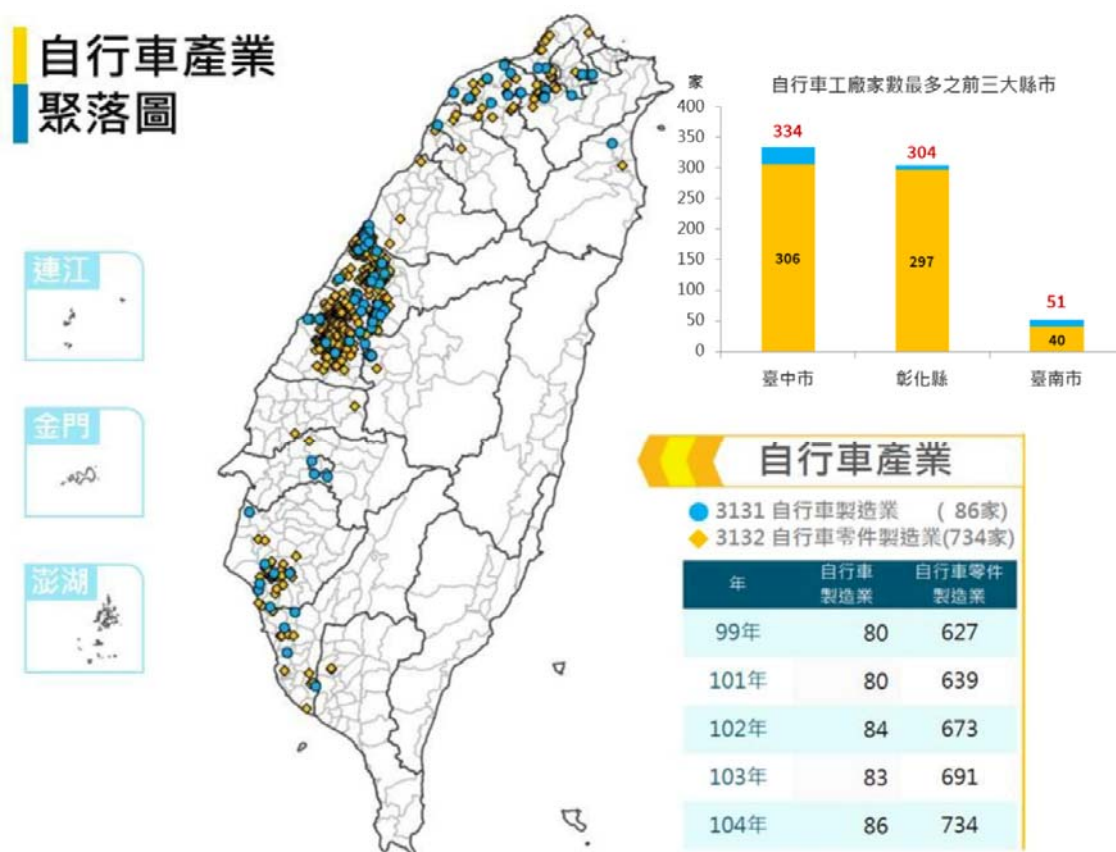 自行車產業
聚落圖
連江
金門
澎湖
家
自行車工廠家數最多之前三大縣市
400
350
300
250
200
150
100
50
0
334
306
304
297
51
40
臺中市 彰化縣 臺南市
自行車產業
3131 自行車製造業 ( 86家)
3132 自行車零件製造業(734家)
年 自行車製造業 自行車零件製造業
99年 80 627
101年 80 639
102年 84 673
103年 83 691
104年 86 734